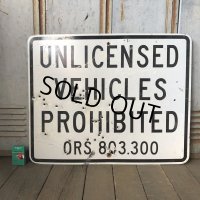 UNLICENSED
VEHICLES
SOLD OUT
PROHIBITED
ORS 803.300